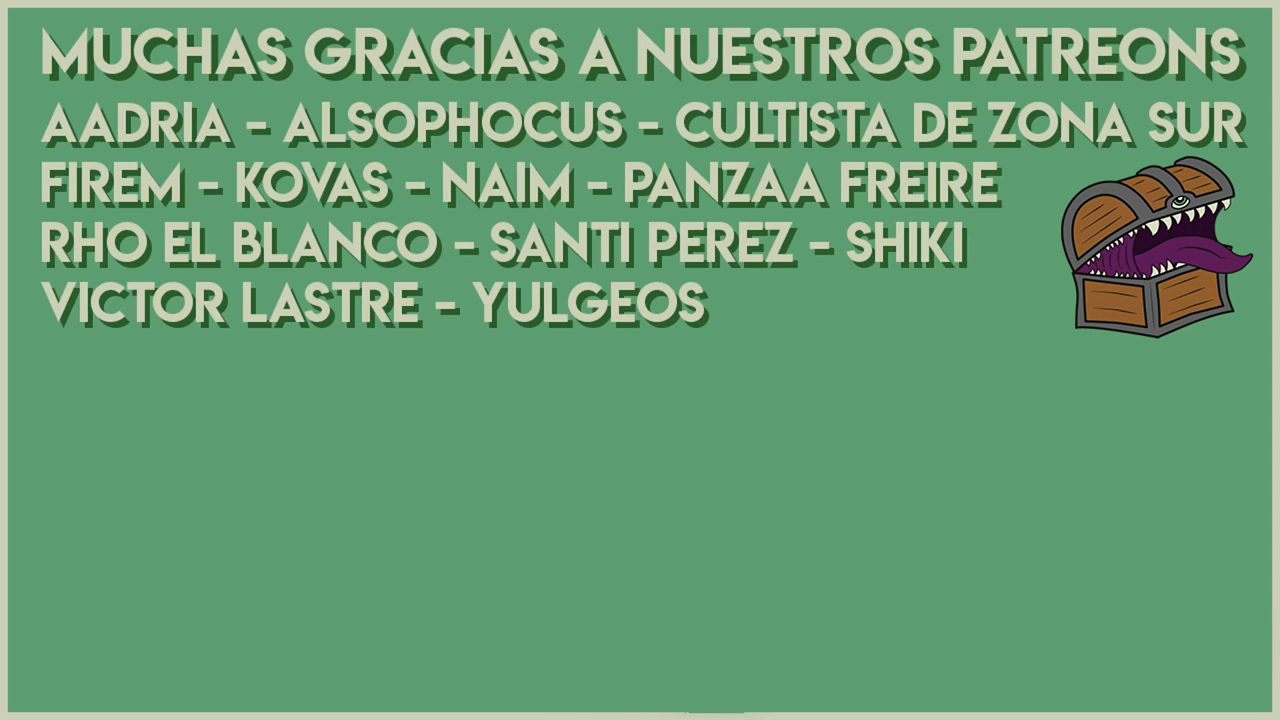 MUCHAS GRACIAS A NUESTROS PATREONS
AADRIA - ALSOPHOCUS - CULTISTA DE ZONA SUR
FIREM - KOVAS - NAIM - PANZAA FREIRE
RHO EL BLANCO - SANTI PEREZ - SHIKI
VICTOR LASTRE - YULGEOS